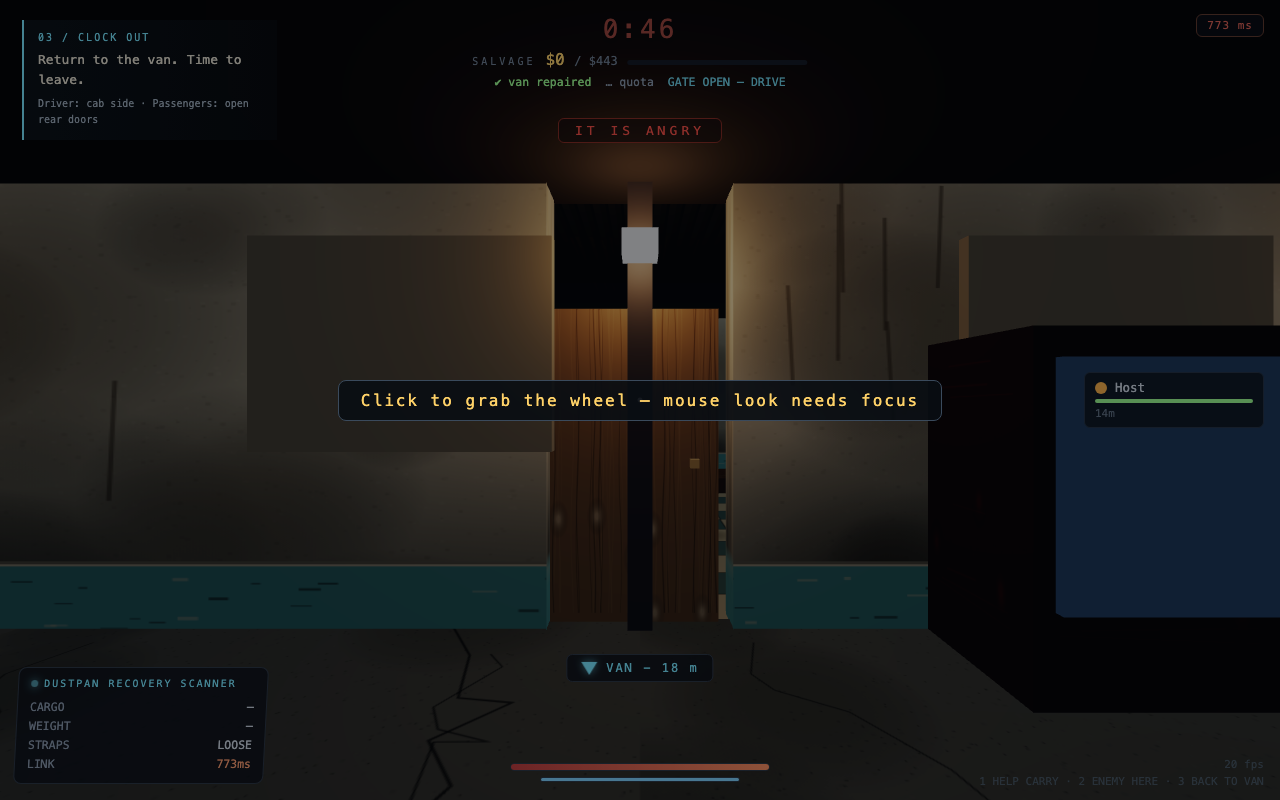 03 / CLOCK OUT
Return to the van. Time to
leave.
Driver: cab side · Passengers: open
rear doors
0:46
SALVAGE $0 / $443
✔ van repaired … quota GATE OPEN — DRIVE
IT IS ANGRY
773 ms
Click to grab the wheel — mouse look needs focus
Host
14m
VAN — 18 m
DUSTPAN RECOVERY SCANNER
CARGO —
WEIGHT —
STRAPS LOOSE
LINK 773ms
20 fps
1 HELP CARRY · 2 ENEMY HERE · 3 BACK TO VAN